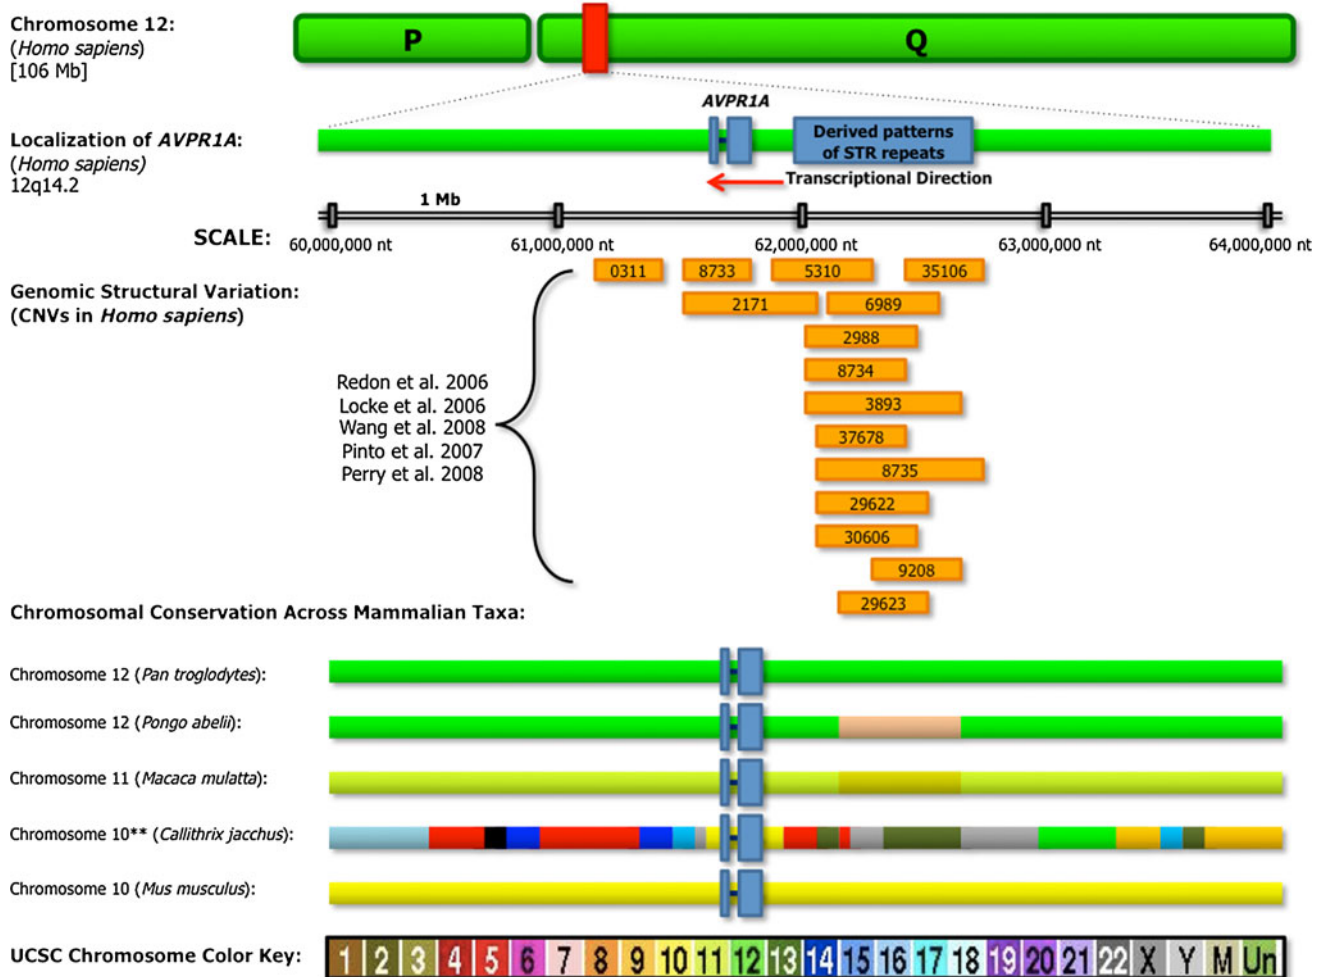 Chromosome 12:
(Homo sapiens)
[106 Mb]
P
Q
AVPR1A
Localization of AVPR1A:
(Homo sapiens)
12q14.2
Derived patterns
of STR repeats
Transcriptional Direction
1 Mb
SCALE:
60,000,000 nt
61,000,000 nt
62,000,000 nt
63,000,000 nt
64,000,000 nt
Genomic Structural Variation:
(CNVs in Homo sapiens)
0311
8733
5310
35106
2171
6989
2988
8734
3893
37678
8735
29622
30606
9208
29623
Redon et al. 2006
Locke et al. 2006
Wang et al. 2008
Pinto et al. 2007
Perry et al. 2008
Chromosomal Conservation Across Mammalian Taxa:
Chromosome 12 (Pan troglodytes):
Chromosome 12 (Pongo abelii):
Chromosome 11 (Macaca mulatta):
Chromosome 10** (Callithrix jacchus):
Chromosome 10 (Mus musculus):
UCSC Chromosome Color Key: 1 2 3 4 5 6 7 8 9 10 11 12 13 14 15 16 17 18 19 20 21 22 X Y M Un